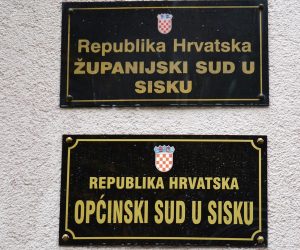 Republika Hrvatska
ŽUPANIJSKI SUD U
SISKU
REPUBLIKA HRVATSKA
OPĆINSKI SUD U SISKU